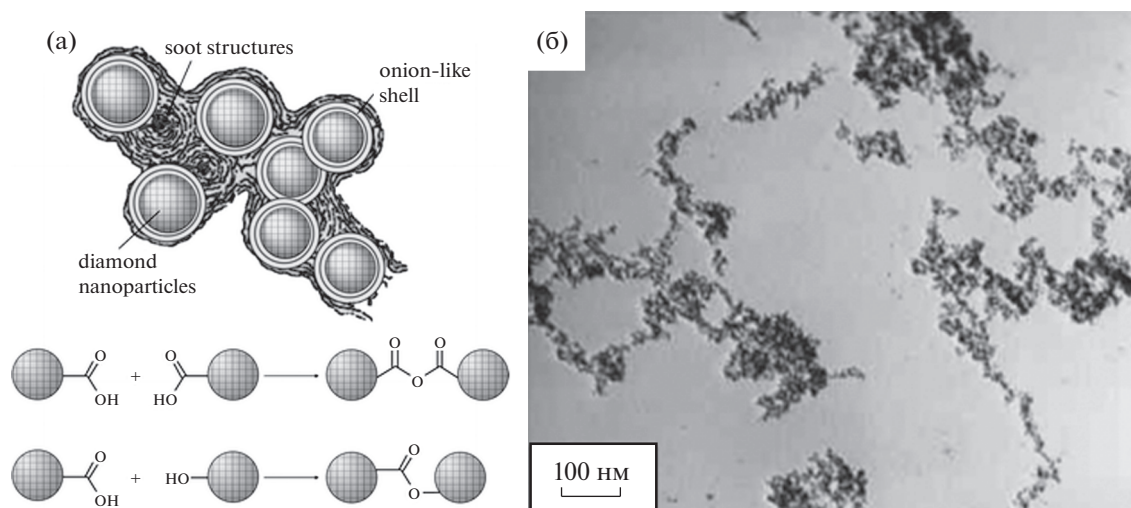 (а)
soot structures
onion-like
shell
diamond
nanoparticles
O
OH
+
O
HO
O
O
O
O
OH
+
HO
O
O
(б)
100 нм